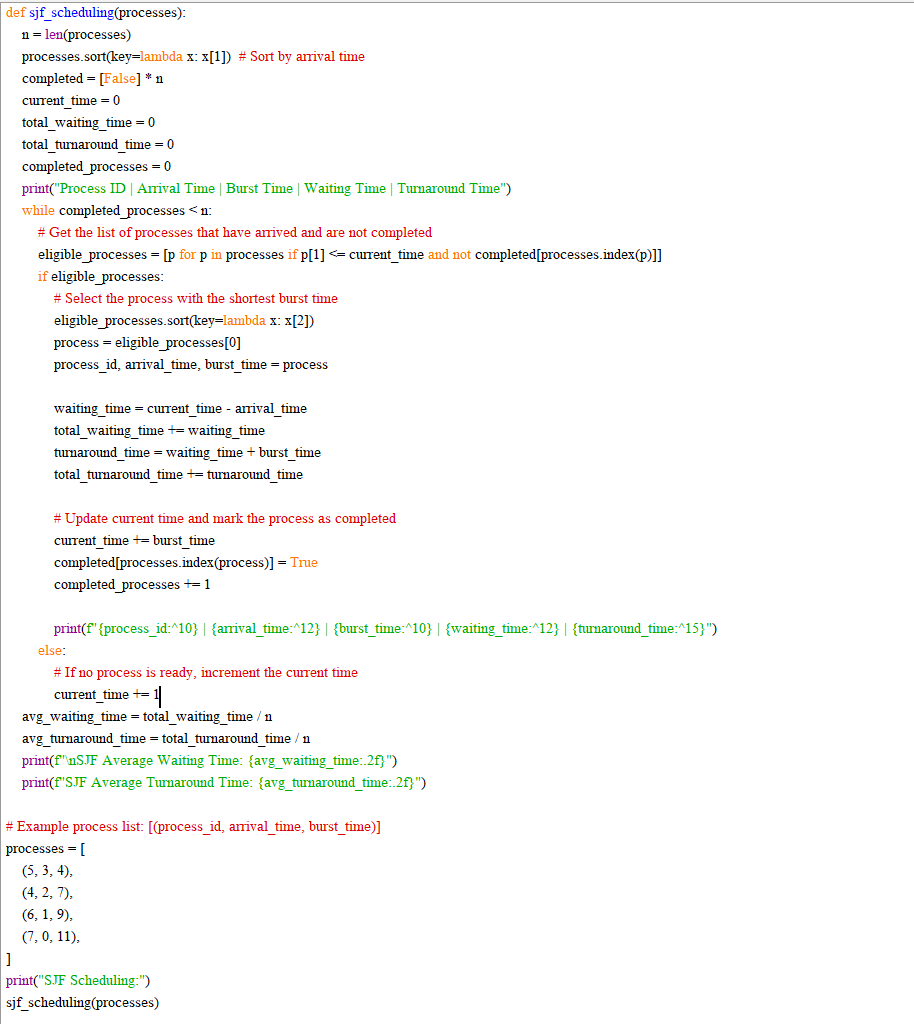 def sjf_scheduling(processes):
    n = len(processes)
    processes.sort(key=lambda x: x[1])  # Sort by arrival time
    completed = [False] * n
    current_time = 0
    total_waiting_time = 0
    total_turnaround_time = 0
    completed_processes = 0
    print("Process ID | Arrival Time | Burst Time | Waiting Time | Turnaround Time")
    while completed_processes < n:
        # Get the list of processes that have arrived and are not completed
        eligible_processes = [p for p in processes if p[1] <= current_time and not completed[processes.index(p)]]
        if eligible_processes:
            # Select the process with the shortest burst time
            eligible_processes.sort(key=lambda x: x[2])
            process = eligible_processes[0]
            process_id, arrival_time, burst_time = process

            waiting_time = current_time - arrival_time
            total_waiting_time += waiting_time
            turnaround_time = waiting_time + burst_time
            total_turnaround_time += turnaround_time

            # Update current time and mark the process as completed
            current_time += burst_time
            completed[processes.index(process)] = True
            completed_processes += 1

            print(f"{process_id:^10} | {arrival_time:^12} | {burst_time:^10} | {waiting_time:^12} | {turnaround_time:^15}")
        else:
            # If no process is ready, increment the current time
            current_time += 1
    avg_waiting_time = total_waiting_time / n
    avg_turnaround_time = total_turnaround_time / n
    print(f"\nSJF Average Waiting Time: {avg_waiting_time:.2f}")
    print(f"SJF Average Turnaround Time: {avg_turnaround_time:.2f}")

# Example process list: [(process_id, arrival_time, burst_time)]
processes = [
    (5, 3, 4),
    (4, 2, 7),
    (6, 1, 9),
    (7, 0, 11),
]
print("SJF Scheduling:")
sjf_scheduling(processes)